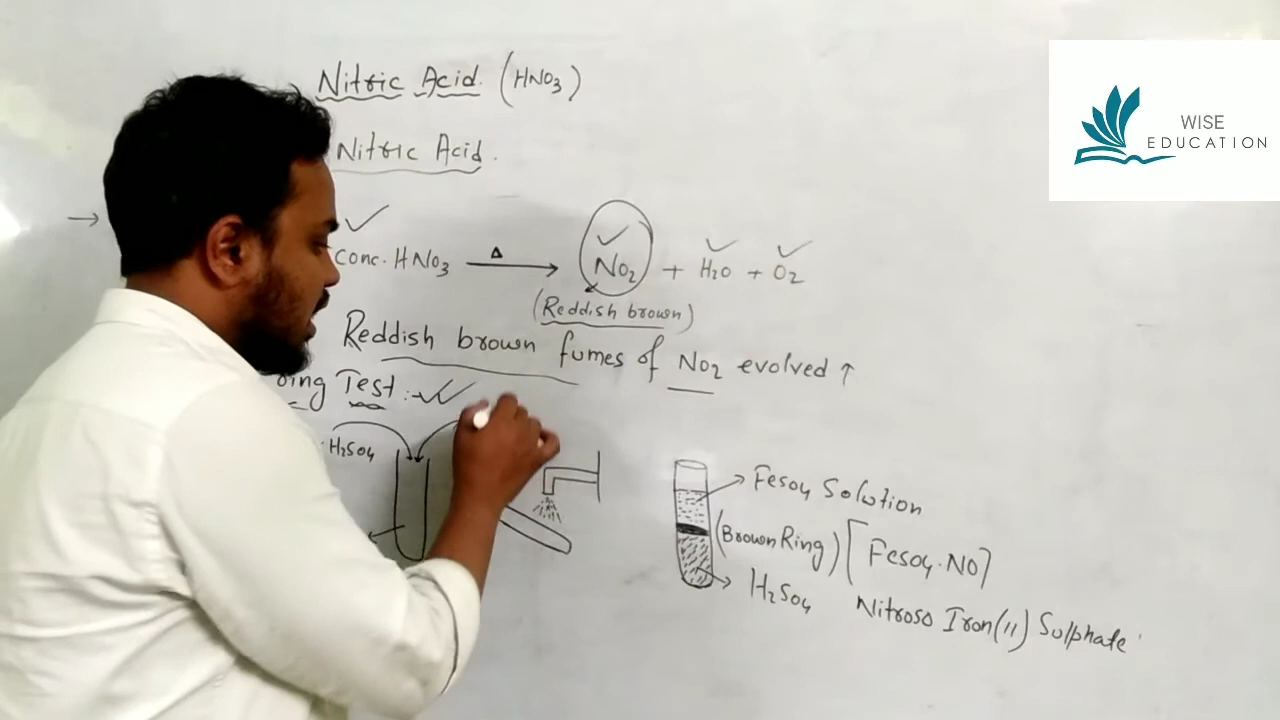 Nitric Acid. (HNO3)
WISE
EDUCATION
Nitric Acid.
conc. HNO3 Δ→ NO2 + H2O + O2
(Reddish brown)
Reddish brown fumes of NO2 evolved ↑
Test :-
H2SO4
FeSO4 Solution
(Brown Ring) [FeSO4.NO]
H2SO4
Nitroso Iron(II) Sulphate